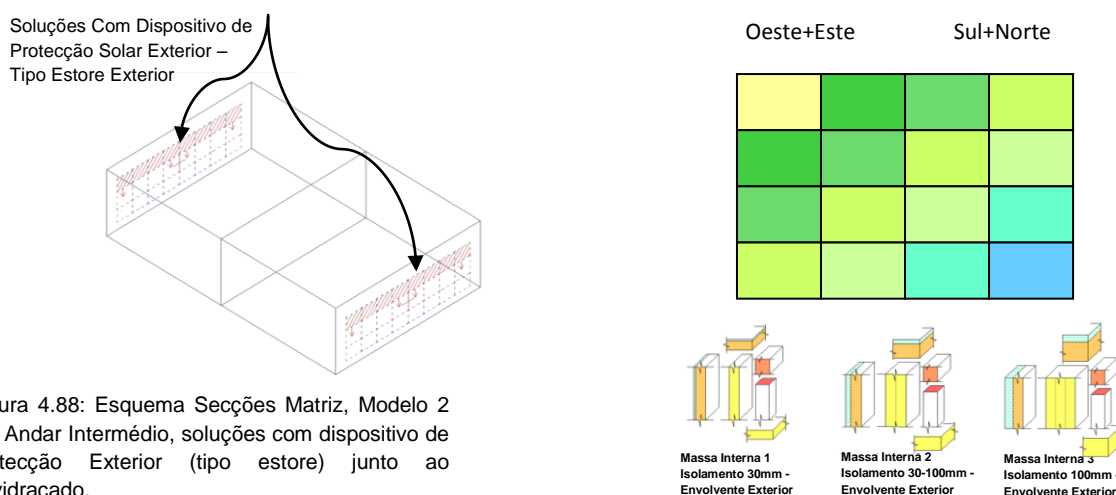 Soluções Com Dispositivo de
Protecção Solar Exterior –
Tipo Estore Exterior
Oeste+Este
Sul+Norte
ura 4.88: Esquema Secções Matriz, Modelo 2
Andar Intermédio, soluções com dispositivo de
tecção Exterior (tipo estore) junto ao
vidraçado.
Massa Interna 1
Isolamento 30mm -
Envolvente Exterior
Massa Interna 2
Isolamento 30-100mm -
Envolvente Exterior
Massa Interna 3
Isolamento 100mm -
Envolvente Exterior